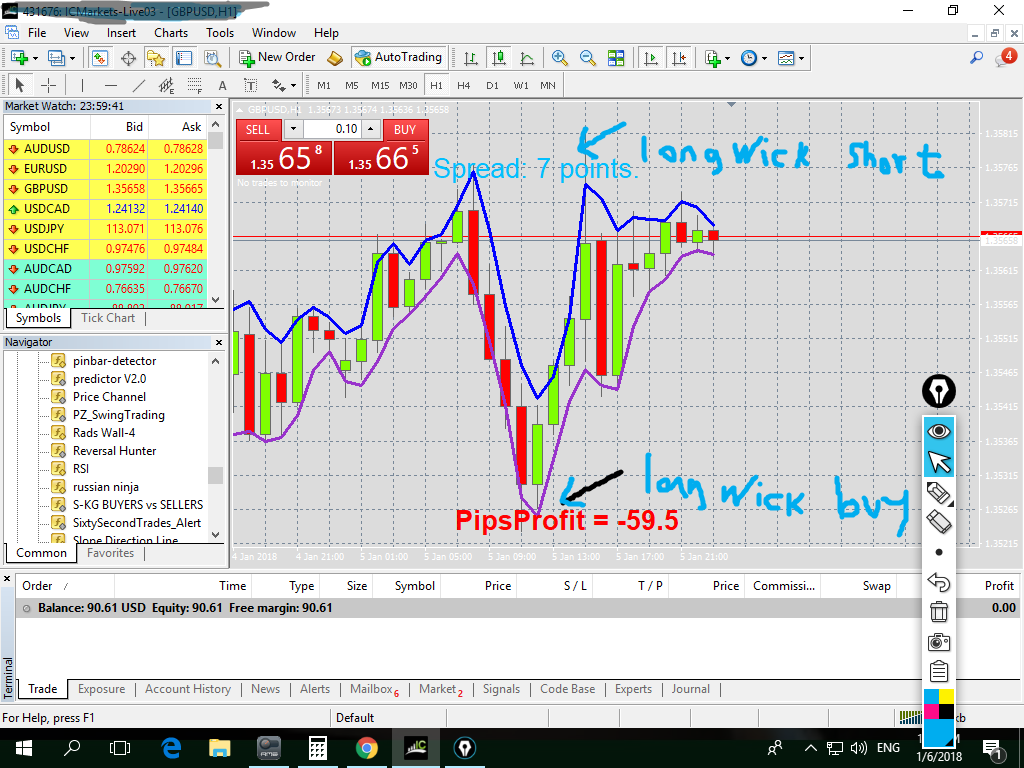 431676: ICMarkets-Live03 - [GBPUSD,H1]
File View Insert Charts Tools Window Help
New Order AutoTrading 4
A T M1 M5 M15 M30 H1 H4 D1 W1 MN
Market Watch: 23:59:41
Symbol Bid Ask
AUDUSD 0.78624 0.78628
EURUSD 1.20290 1.20296
GBPUSD 1.35658 1.35665
USDCAD 1.24132 1.24140
USDJPY 113.071 113.076
USDCHF 0.97476 0.97484
AUDCAD 0.97592 0.97620
AUDCHF 0.76635 0.76670
Symbols Tick Chart
Navigator
pinbar-detector
predictor V2.0
Price Channel
PZ_SwingTrading
Rads Wall-4
Reversal Hunter
RSI
russian ninja
S-KG BUYERS vs SELLERS
SixtySecondTrades_Alert
Slope Direction Line
Common Favorites
GBPUSD,H1 1.35673 1.35674 1.35636 1.35658
SELL 0.10 BUY
1.35 65 8 1.35 66 5
No trades to monitor
Spread: 7 points.
long wick short
long wick buy
PipsProfit = -59.5
1.35815
1.35765
1.35715
1.35658
1.35615
1.35565
1.35515
1.35465
1.35415
1.35365
1.35315
1.35265
1.35215
4 Jan 2018 4 Jan 21:00 5 Jan 01:00 5 Jan 05:00 5 Jan 09:00 5 Jan 13:00 5 Jan 17:00 5 Jan 21:00
Order / Time Type Size Symbol Price S / L T / P Price Commissi... Swap Profit
Balance: 90.61 USD Equity: 90.61 Free margin: 90.61 0.00
Terminal
Trade Exposure Account History News Alerts Mailbox 6 Market 2 Signals Code Base Experts Journal
For Help, press F1 Default
ENG
1/6/2018
1